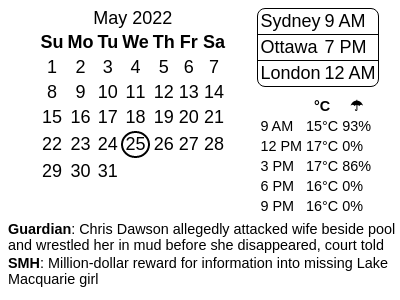 May 2022
Su Mo Tu We Th Fr Sa
1 2 3 4 5 6 7
8 9 10 11 12 13 14
15 16 17 18 19 20 21
22 23 24 25 26 27 28
29 30 31
Sydney 9 AM
Ottawa 7 PM
London 12 AM
°C ☂
9 AM 15°C 93%
12 PM 17°C 0%
3 PM 17°C 86%
6 PM 16°C 0%
9 PM 16°C 0%
Guardian: Chris Dawson allegedly attacked wife beside pool
and wrestled her in mud before she disappeared, court told
SMH: Million-dollar reward for information into missing Lake
Macquarie girl